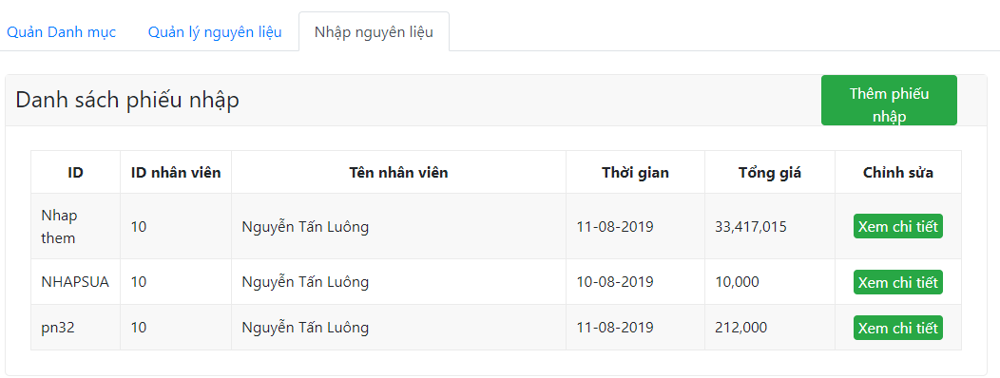 Quản Danh mục Quản lý nguyên liệu Nhập nguyên liệu
Danh sách phiếu nhập
Thêm phiếu
nhập
ID ID nhân viên Tên nhân viên Thời gian Tổng giá Chỉnh sửa
Nhap
them
10 Nguyễn Tấn Luông 11-08-2019 33,417,015 Xem chi tiết
NHAPSUA 10 Nguyễn Tấn Luông 10-08-2019 10,000 Xem chi tiết
pn32 10 Nguyễn Tấn Luông 11-08-2019 212,000 Xem chi tiết